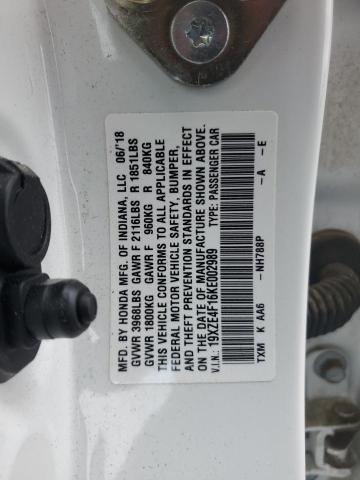 MFD. BY HONDA MFG. OF INDIANA, LLC 06/'18
GVWR 3968LBS GAWR F 2116LBS R 1851LBS
GVWR 1800KG GAWR F 960KG R 840KG
THIS VEHICLE CONFORMS TO ALL APPLICABLE
FEDERAL MOTOR VEHICLE SAFETY, BUMPER,
AND THEFT PREVENTION STANDARDS IN EFFECT
ON THE DATE OF MANUFACTURE SHOWN ABOVE.
V.I.N.: 19XZE4F16KE002989 TYPE: PASSENGER CAR
TXM K AA6 -NH788P -A -E